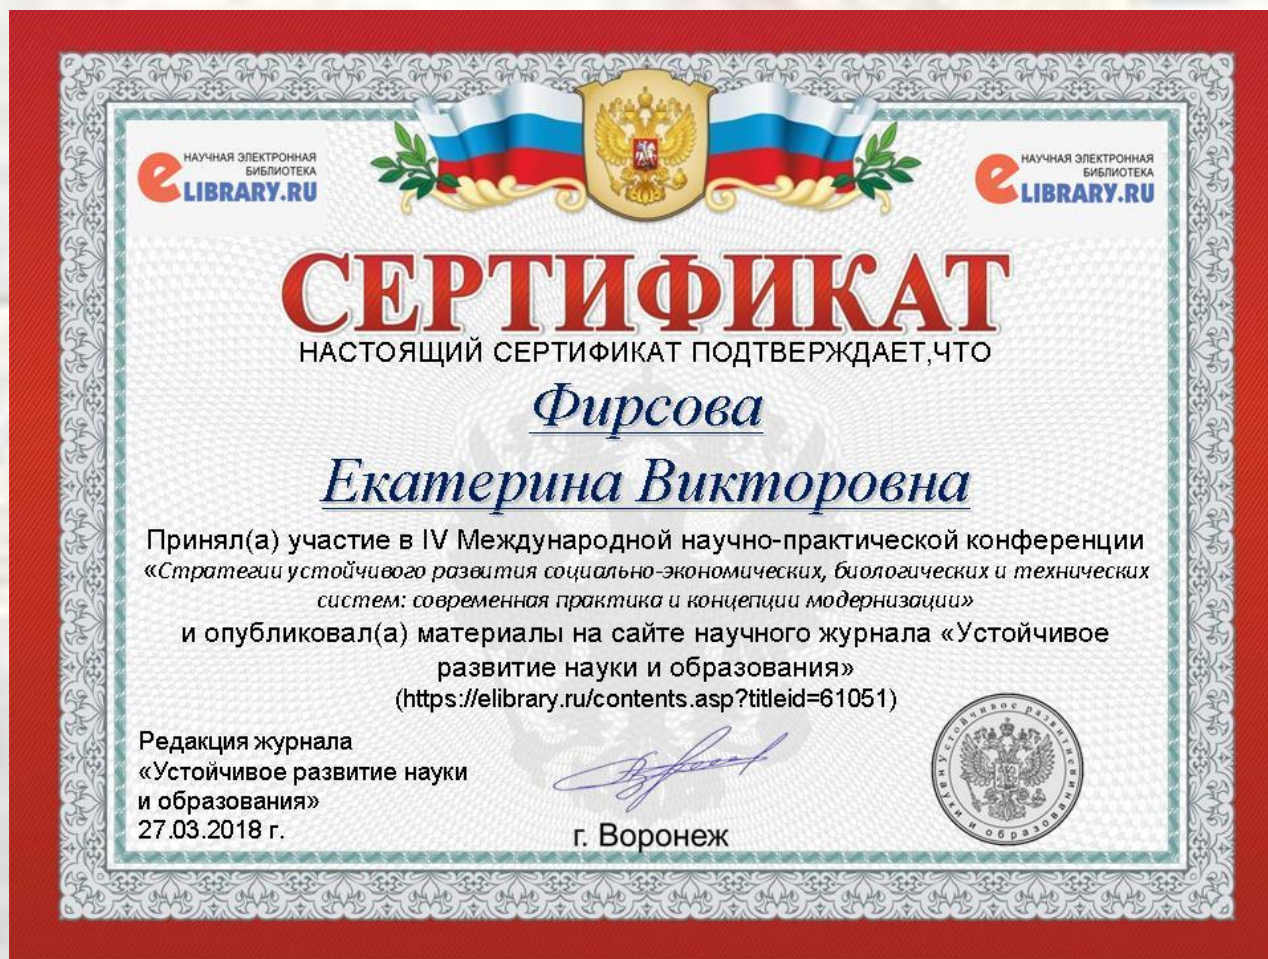 НАУЧНАЯ ЭЛЕКТРОННАЯ
БИБЛИОТЕКА
eLIBRARY.RU
НАУЧНАЯ ЭЛЕКТРОННАЯ
БИБЛИОТЕКА
eLIBRARY.RU
СЕРТИФИКАТ
НАСТОЯЩИЙ СЕРТИФИКАТ ПОДТВЕРЖДАЕТ,ЧТО
Фирсова
Екатерина Викторовна
Принял(а) участие в IV Международной научно-практической конференции
«Стратегии устойчивого развития социально-экономических, биологических и технических
систем: современная практика и концепции модернизации»
и опубликовал(а) материалы на сайте научного журнала «Устойчивое
развитие науки и образования»
(https://elibrary.ru/contents.asp?titleid=61051)
Редакция журнала
«Устойчивое развитие науки
и образования»
27.03.2018 г.
г. Воронеж